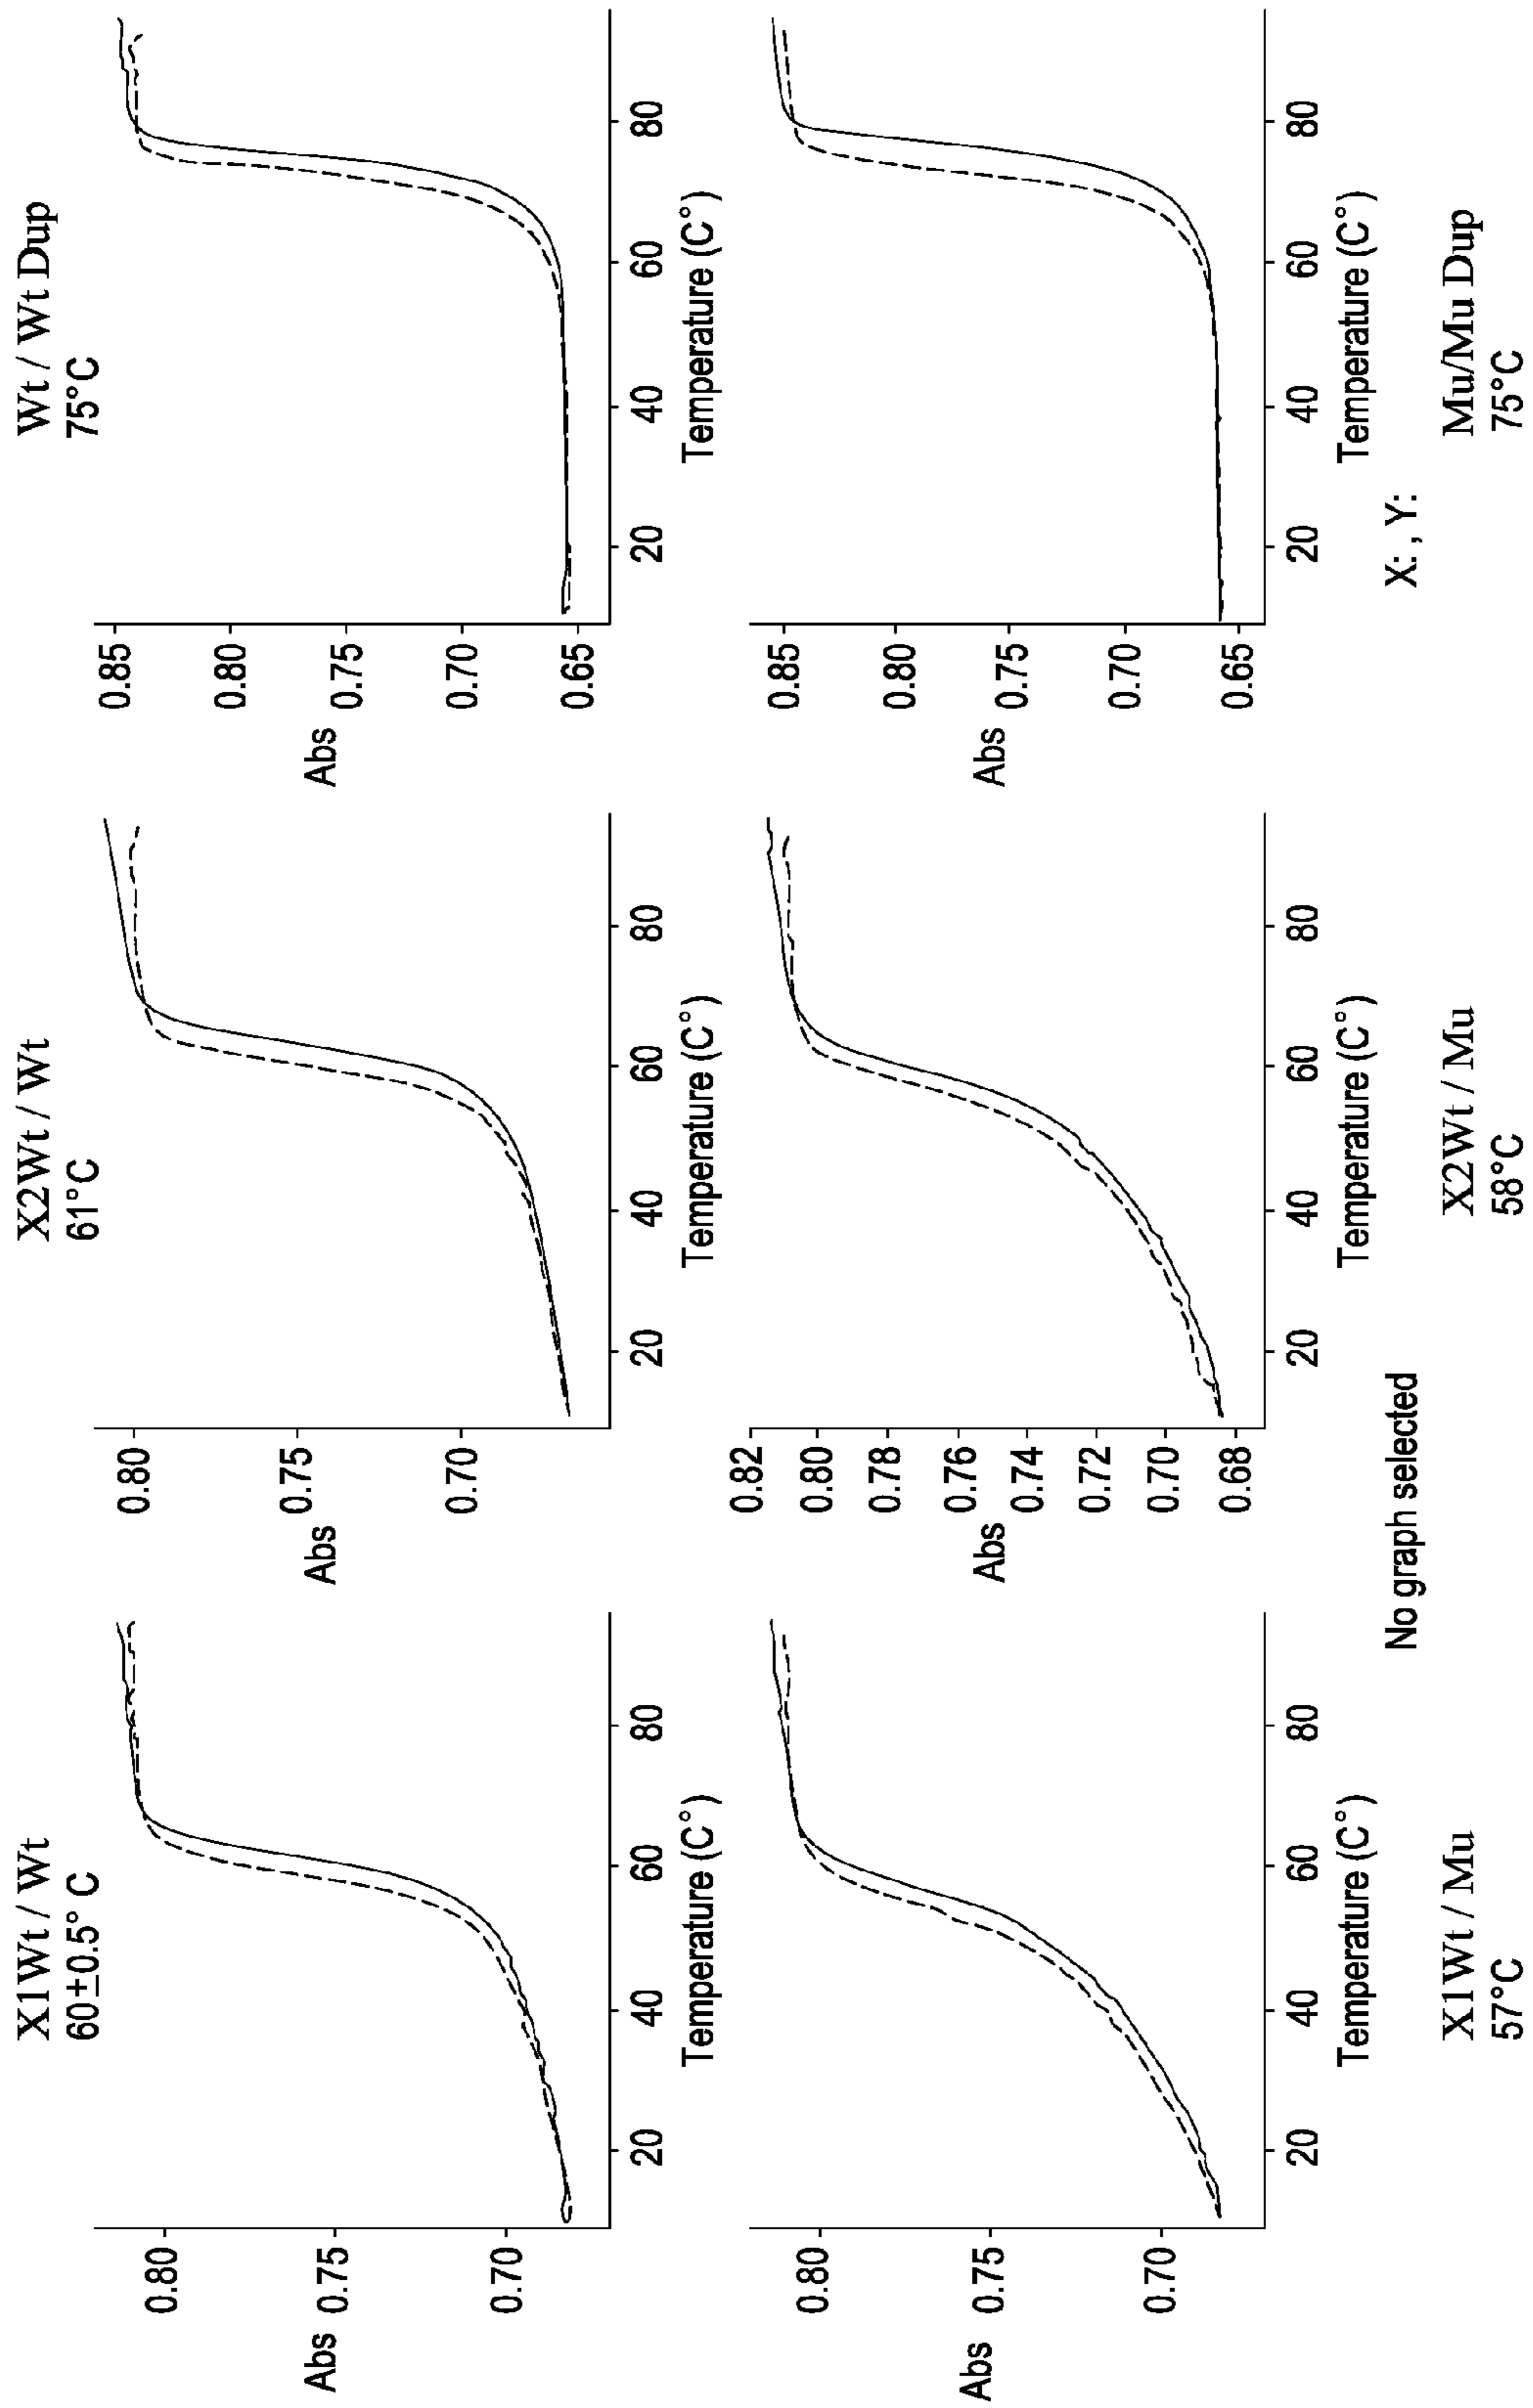 X1Wt / Wt
60±0.5° C
Abs
0.80
0.75
0.70
20
40
60
80
Temperature (C°)
X2Wt / Wt
61°C
Abs
0.80
0.75
0.70
20
40
60
80
Temperature (C°)
Wt / Wt Dup
75°C
Abs
0.85
0.80
0.75
0.70
0.65
20
40
60
80
Temperature (C°)
Abs
0.80
0.75
0.70
20
40
60
80
Temperature (C°)
X1Wt / Mu
57°C
Abs
0.82
0.80
0.78
0.76
0.74
0.72
0.70
0.68
20
40
60
80
Temperature (C°)
No graph selected
X2Wt / Mu
58°C
Abs
0.85
0.80
0.75
0.70
0.65
20
40
60
80
Temperature (C°)
X: , Y:
Mu/Mu Dup
75°C